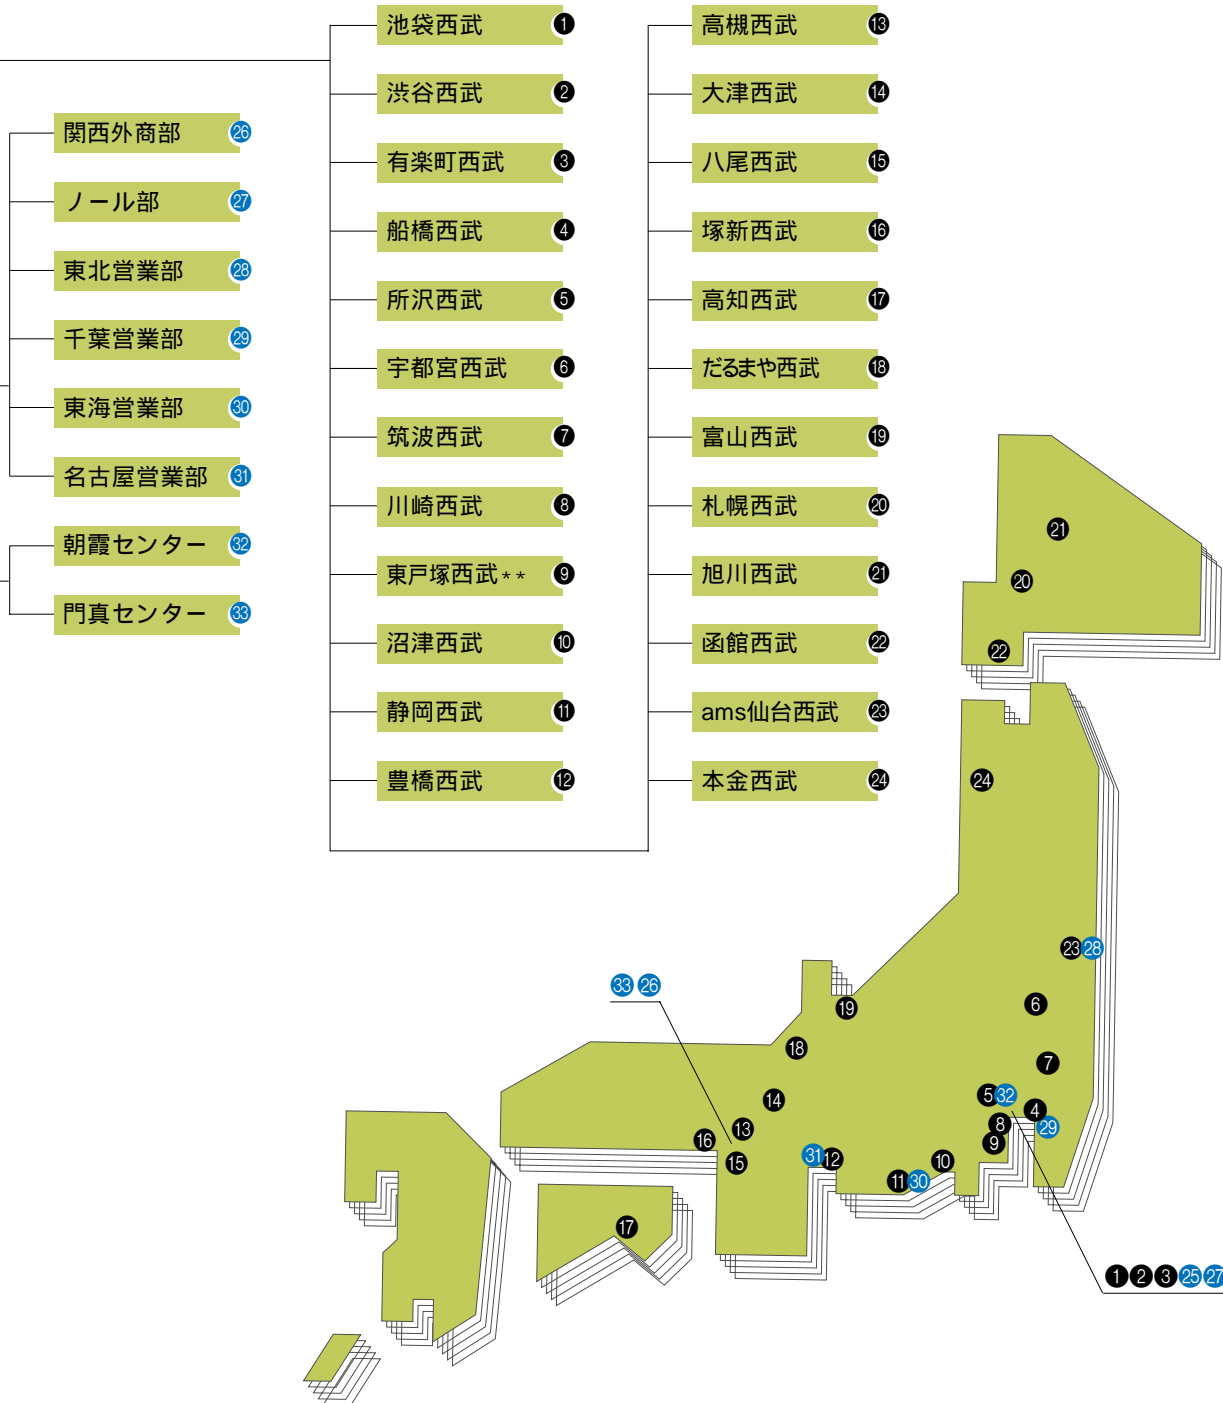 関西外商部 26
ノール部 27
東北営業部 28
千葉営業部 29
東海営業部 30
名古屋営業部 31
朝霞センター 32
門真センター 33
池袋西武 1
渋谷西武 2
有楽町西武 3
船橋西武 4
所沢西武 5
宇都宮西武 6
筑波西武 7
川崎西武 8
東戸塚西武** 9
沼津西武 10
静岡西武 11
豊橋西武 12
高槻西武 13
大津西武 14
八尾西武 15
塚新西武 16
高知西武 17
だるまや西武 18
富山西武 19
札幌西武 20
旭川西武 21
函館西武 22
ams仙台西武 23
本金西武 24
21
20
22
24
23 28
33 26
6
19
18
7
5 32
14
4
8 29
13
9
16
15
31 12
10
11 30
17
1 2 3 25 27